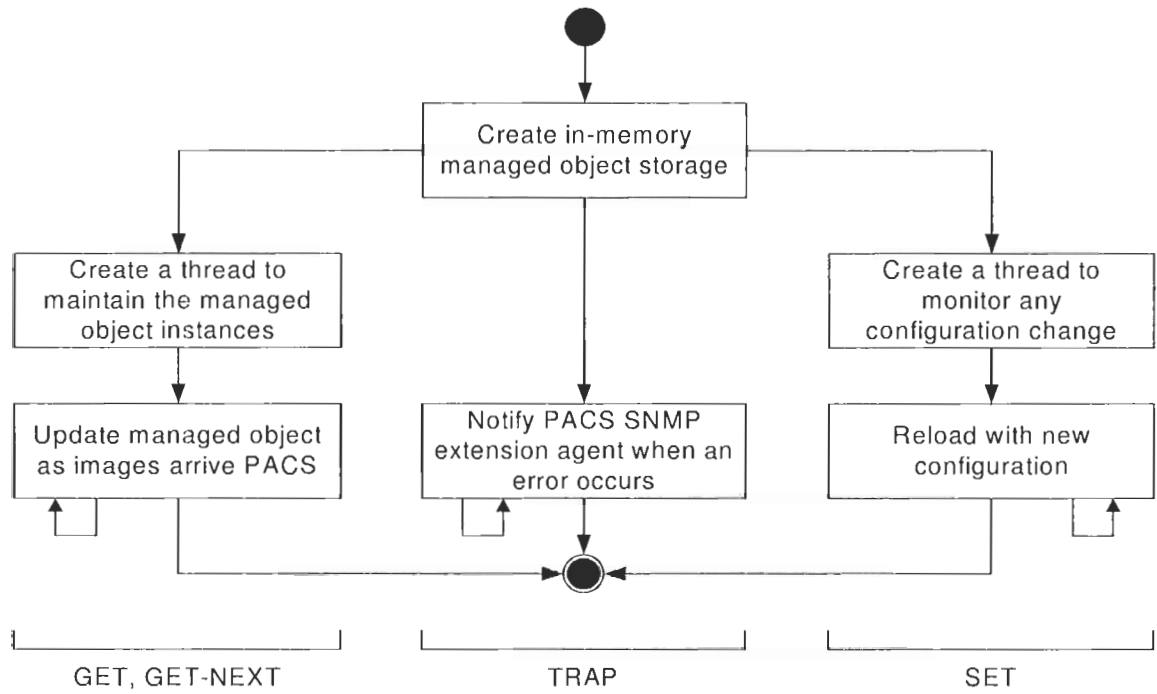 Create in-memory
managed object storage
Create a thread to
maintain the managed
object instances
Create a thread to
monitor any
configuration change
Update managed object
as images arrive PACS
Notify PACS SNMP
extension agent when an
error occurs
Reload with new
configuration
GET, GET-NEXT
TRAP
SET